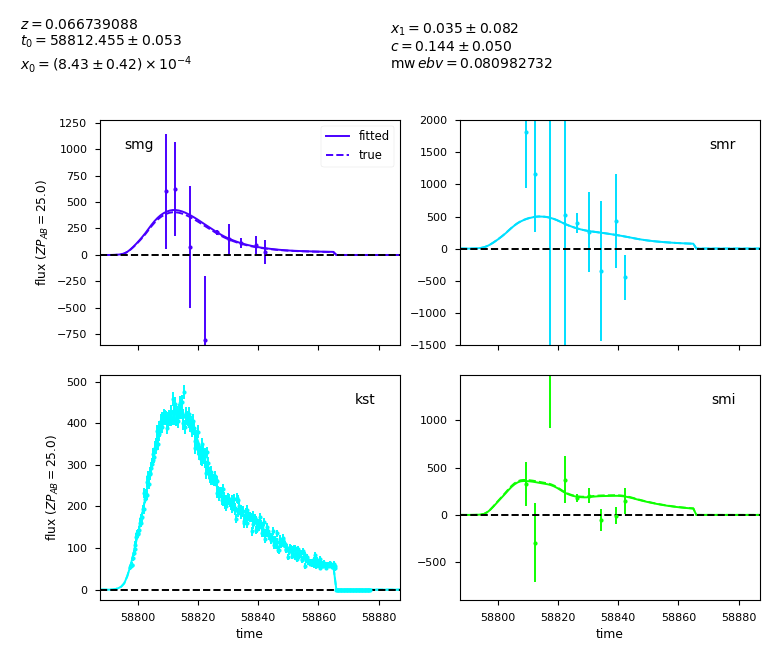 z = 0.066739088
t₀ = 58812.455 ± 0.053
x₀ = (8.43 ± 0.42) × 10⁻⁴
x₁ = 0.035 ± 0.082
c = 0.144 ± 0.050
mw ebv = 0.080982732
smg
fitted
true
1250
1000
750
500
250
0
−250
−500
−750
flux (ZP_AB = 25.0)
smr
2000
1500
1000
500
0
−500
−1000
−1500
kst
500
400
300
200
100
0
flux (ZP_AB = 25.0)
58800 58820 58840 58860 58880
time
smi
1000
500
0
−500
58800 58820 58840 58860 58880
time